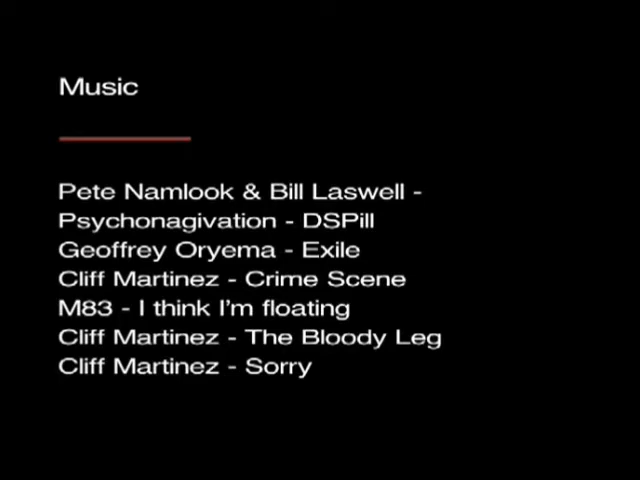 Music
Pete Namlook & Bill Laswell -
Psychonagivation - DSPill
Geoffrey Oryema - Exile
Cliff Martinez - Crime Scene
M83 - I think I'm floating
Cliff Martinez - The Bloody Leg
Cliff Martinez - Sorry